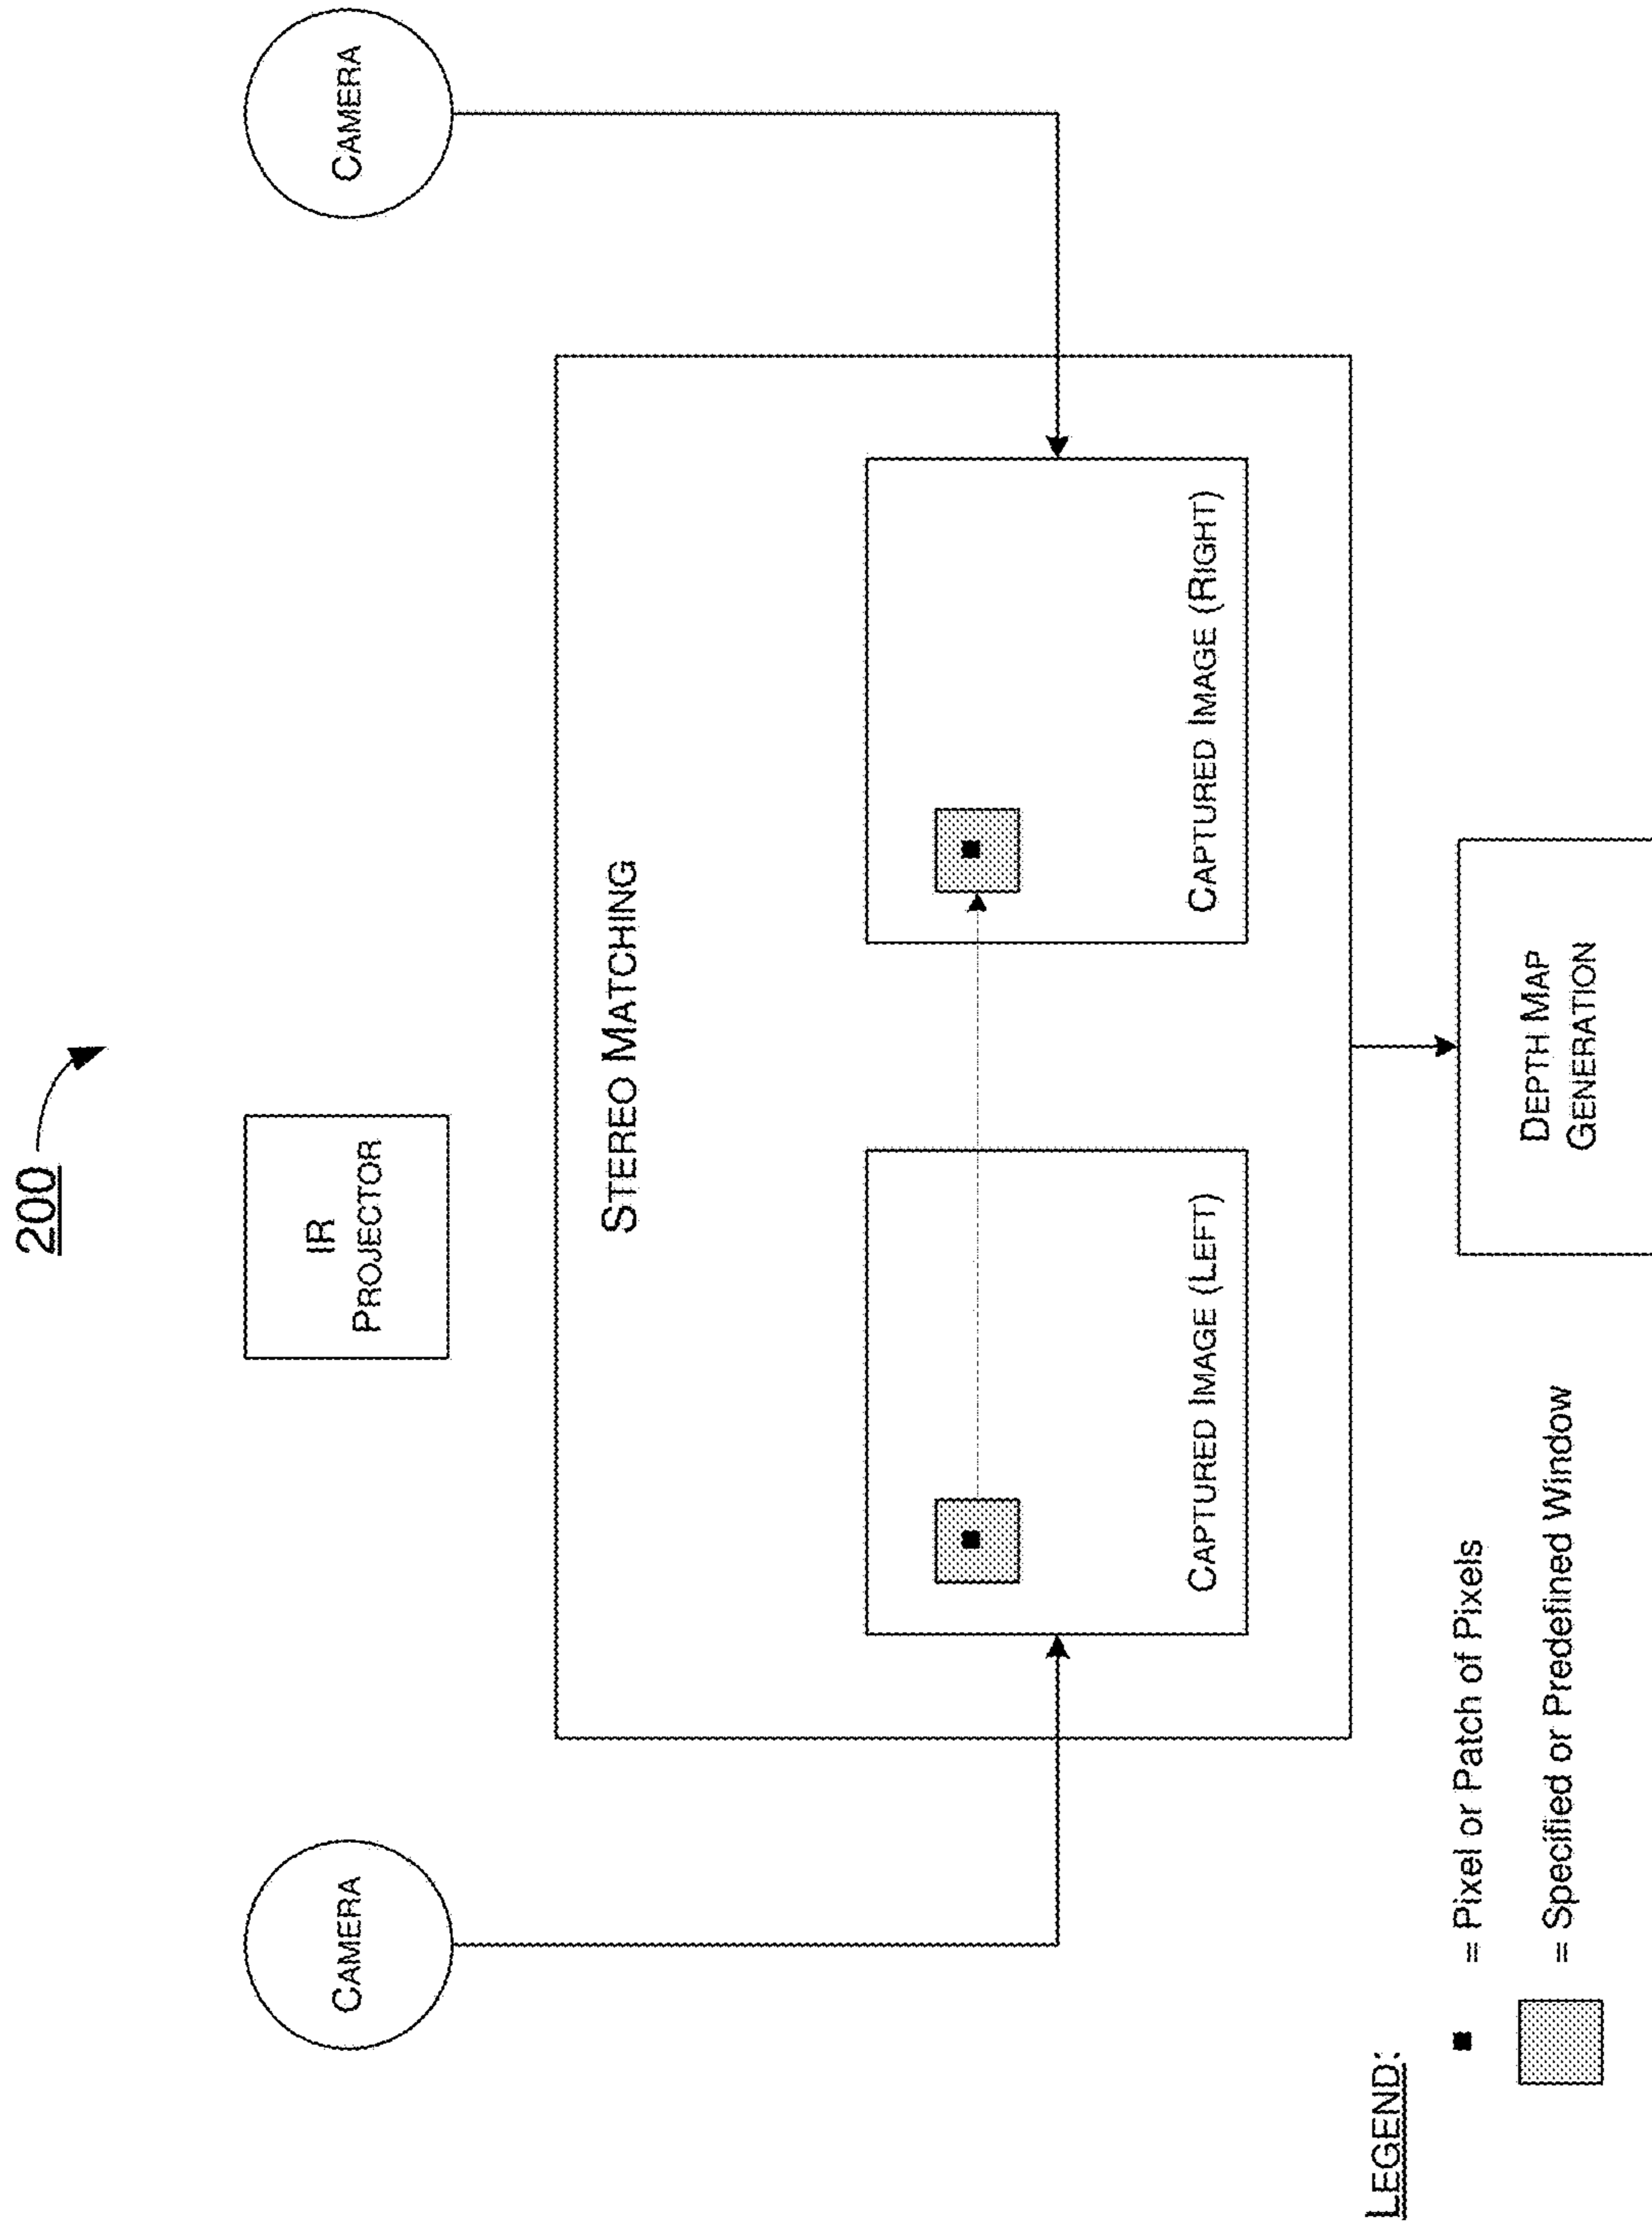 200
CAMERA
IR
PROJECTOR
CAMERA
STEREO MATCHING
CAPTURED IMAGE (LEFT)
CAPTURED IMAGE (RIGHT)
LEGEND:
= Pixel or Patch of Pixels
= Specified or Predefined Window
DEPTH MAP
GENERATION